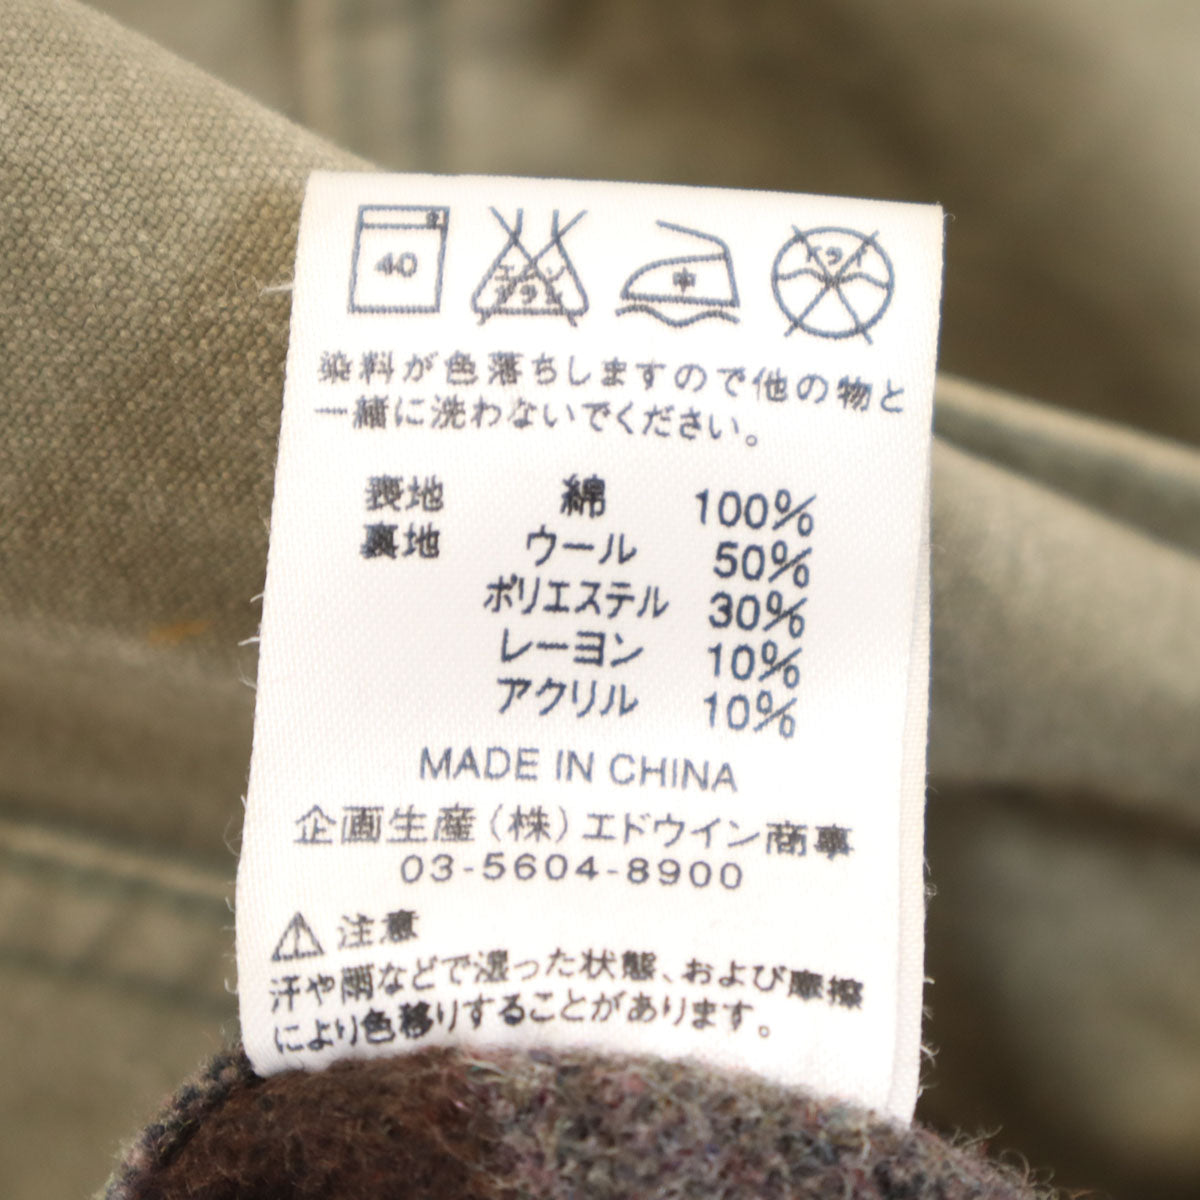 40 エンソ サラシ 中 ドライ
染料が色落ちしますので他の物と
一緒に洗わないでください。
表地 綿 100%
裏地 ウール 50%
ポリエステル 30%
レーヨン 10%
アクリル 10%
MADE IN CHINA
企画生産(株)エドウイン商事
03-5604-8900
⚠ 注意
汗や雨などで湿った状態、および摩擦
により色移りすることがあります。